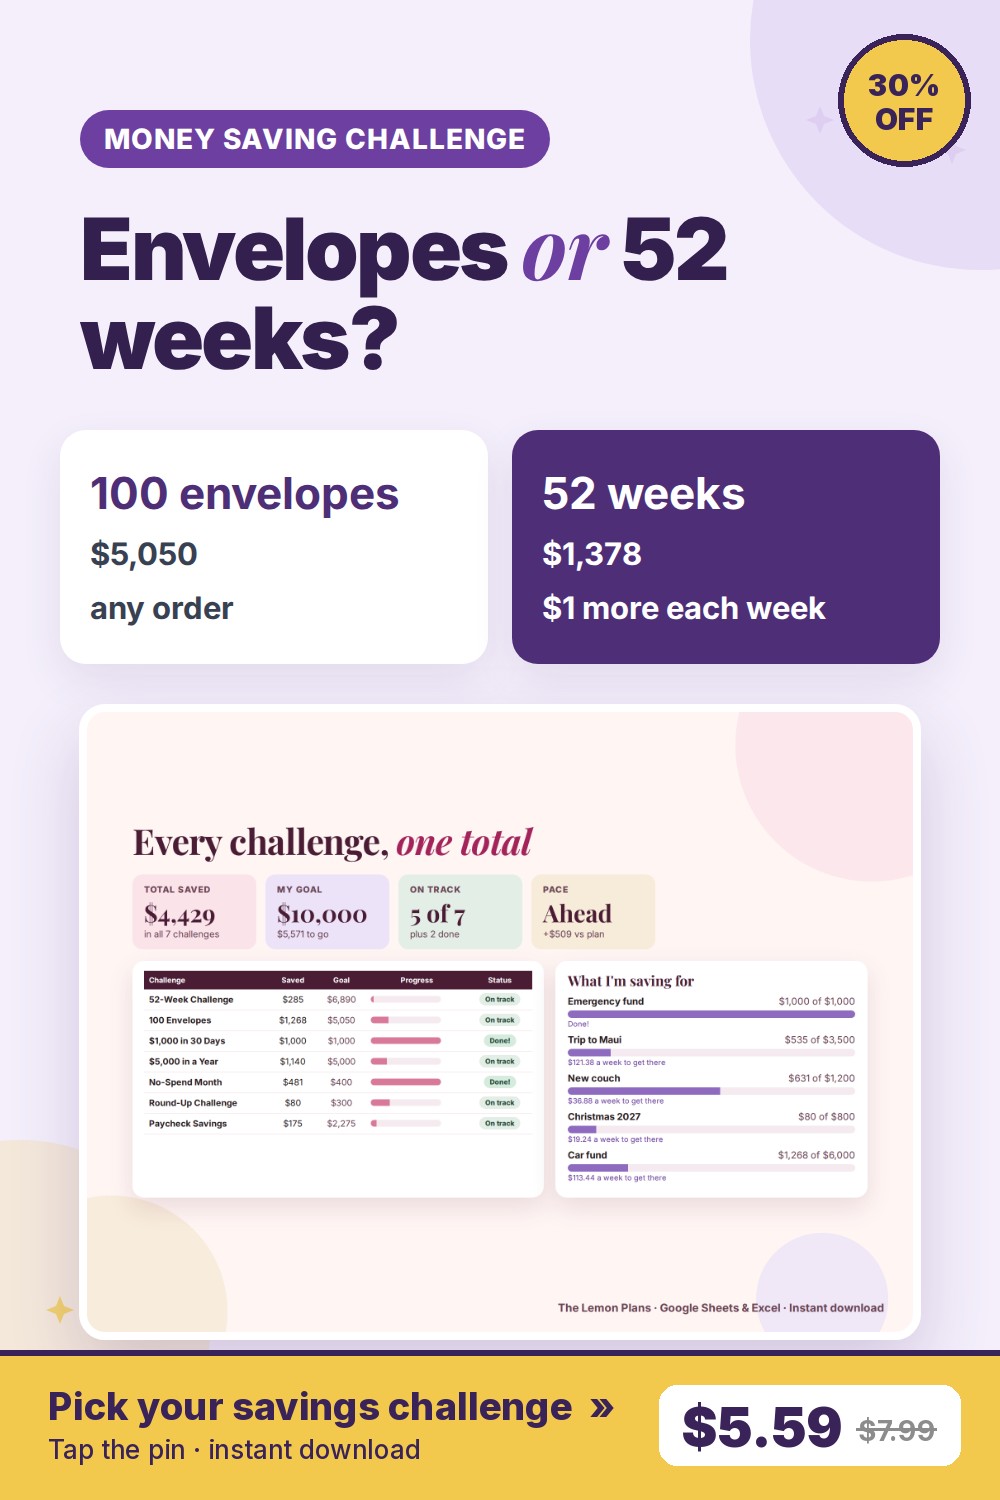 30%
OFF
MONEY SAVING CHALLENGE
Envelopes or 52
weeks?
100 envelopes
$5,050
any order
52 weeks
$1,378
$1 more each week
Every challenge, one total
TOTAL SAVED
$4,429
in all 7 challenges
MY GOAL
$10,000
$5,571 to go
ON TRACK
5 of 7
plus 2 done
PACE
Ahead
+$509 vs plan
Challenge Saved Goal Progress Status
52-Week Challenge $285 $6,890 On track
100 Envelopes $1,268 $5,050 On track
$1,000 in 30 Days $1,000 $1,000 Done!
$5,000 in a Year $1,140 $5,000 On track
No-Spend Month $481 $400 Done!
Round-Up Challenge $80 $300 On track
Paycheck Savings $175 $2,275 On track
What I'm saving for
Emergency fund $1,000 of $1,000
Done!
Trip to Maui $535 of $3,500
$121.38 a week to get there
New couch $631 of $1,200
$36.88 a week to get there
Christmas 2027 $80 of $800
$19.24 a week to get there
Car fund $1,268 of $6,000
$113.44 a week to get there
The Lemon Plans · Google Sheets & Excel · Instant download
Pick your savings challenge »
Tap the pin · instant download
$5.59 $7.99